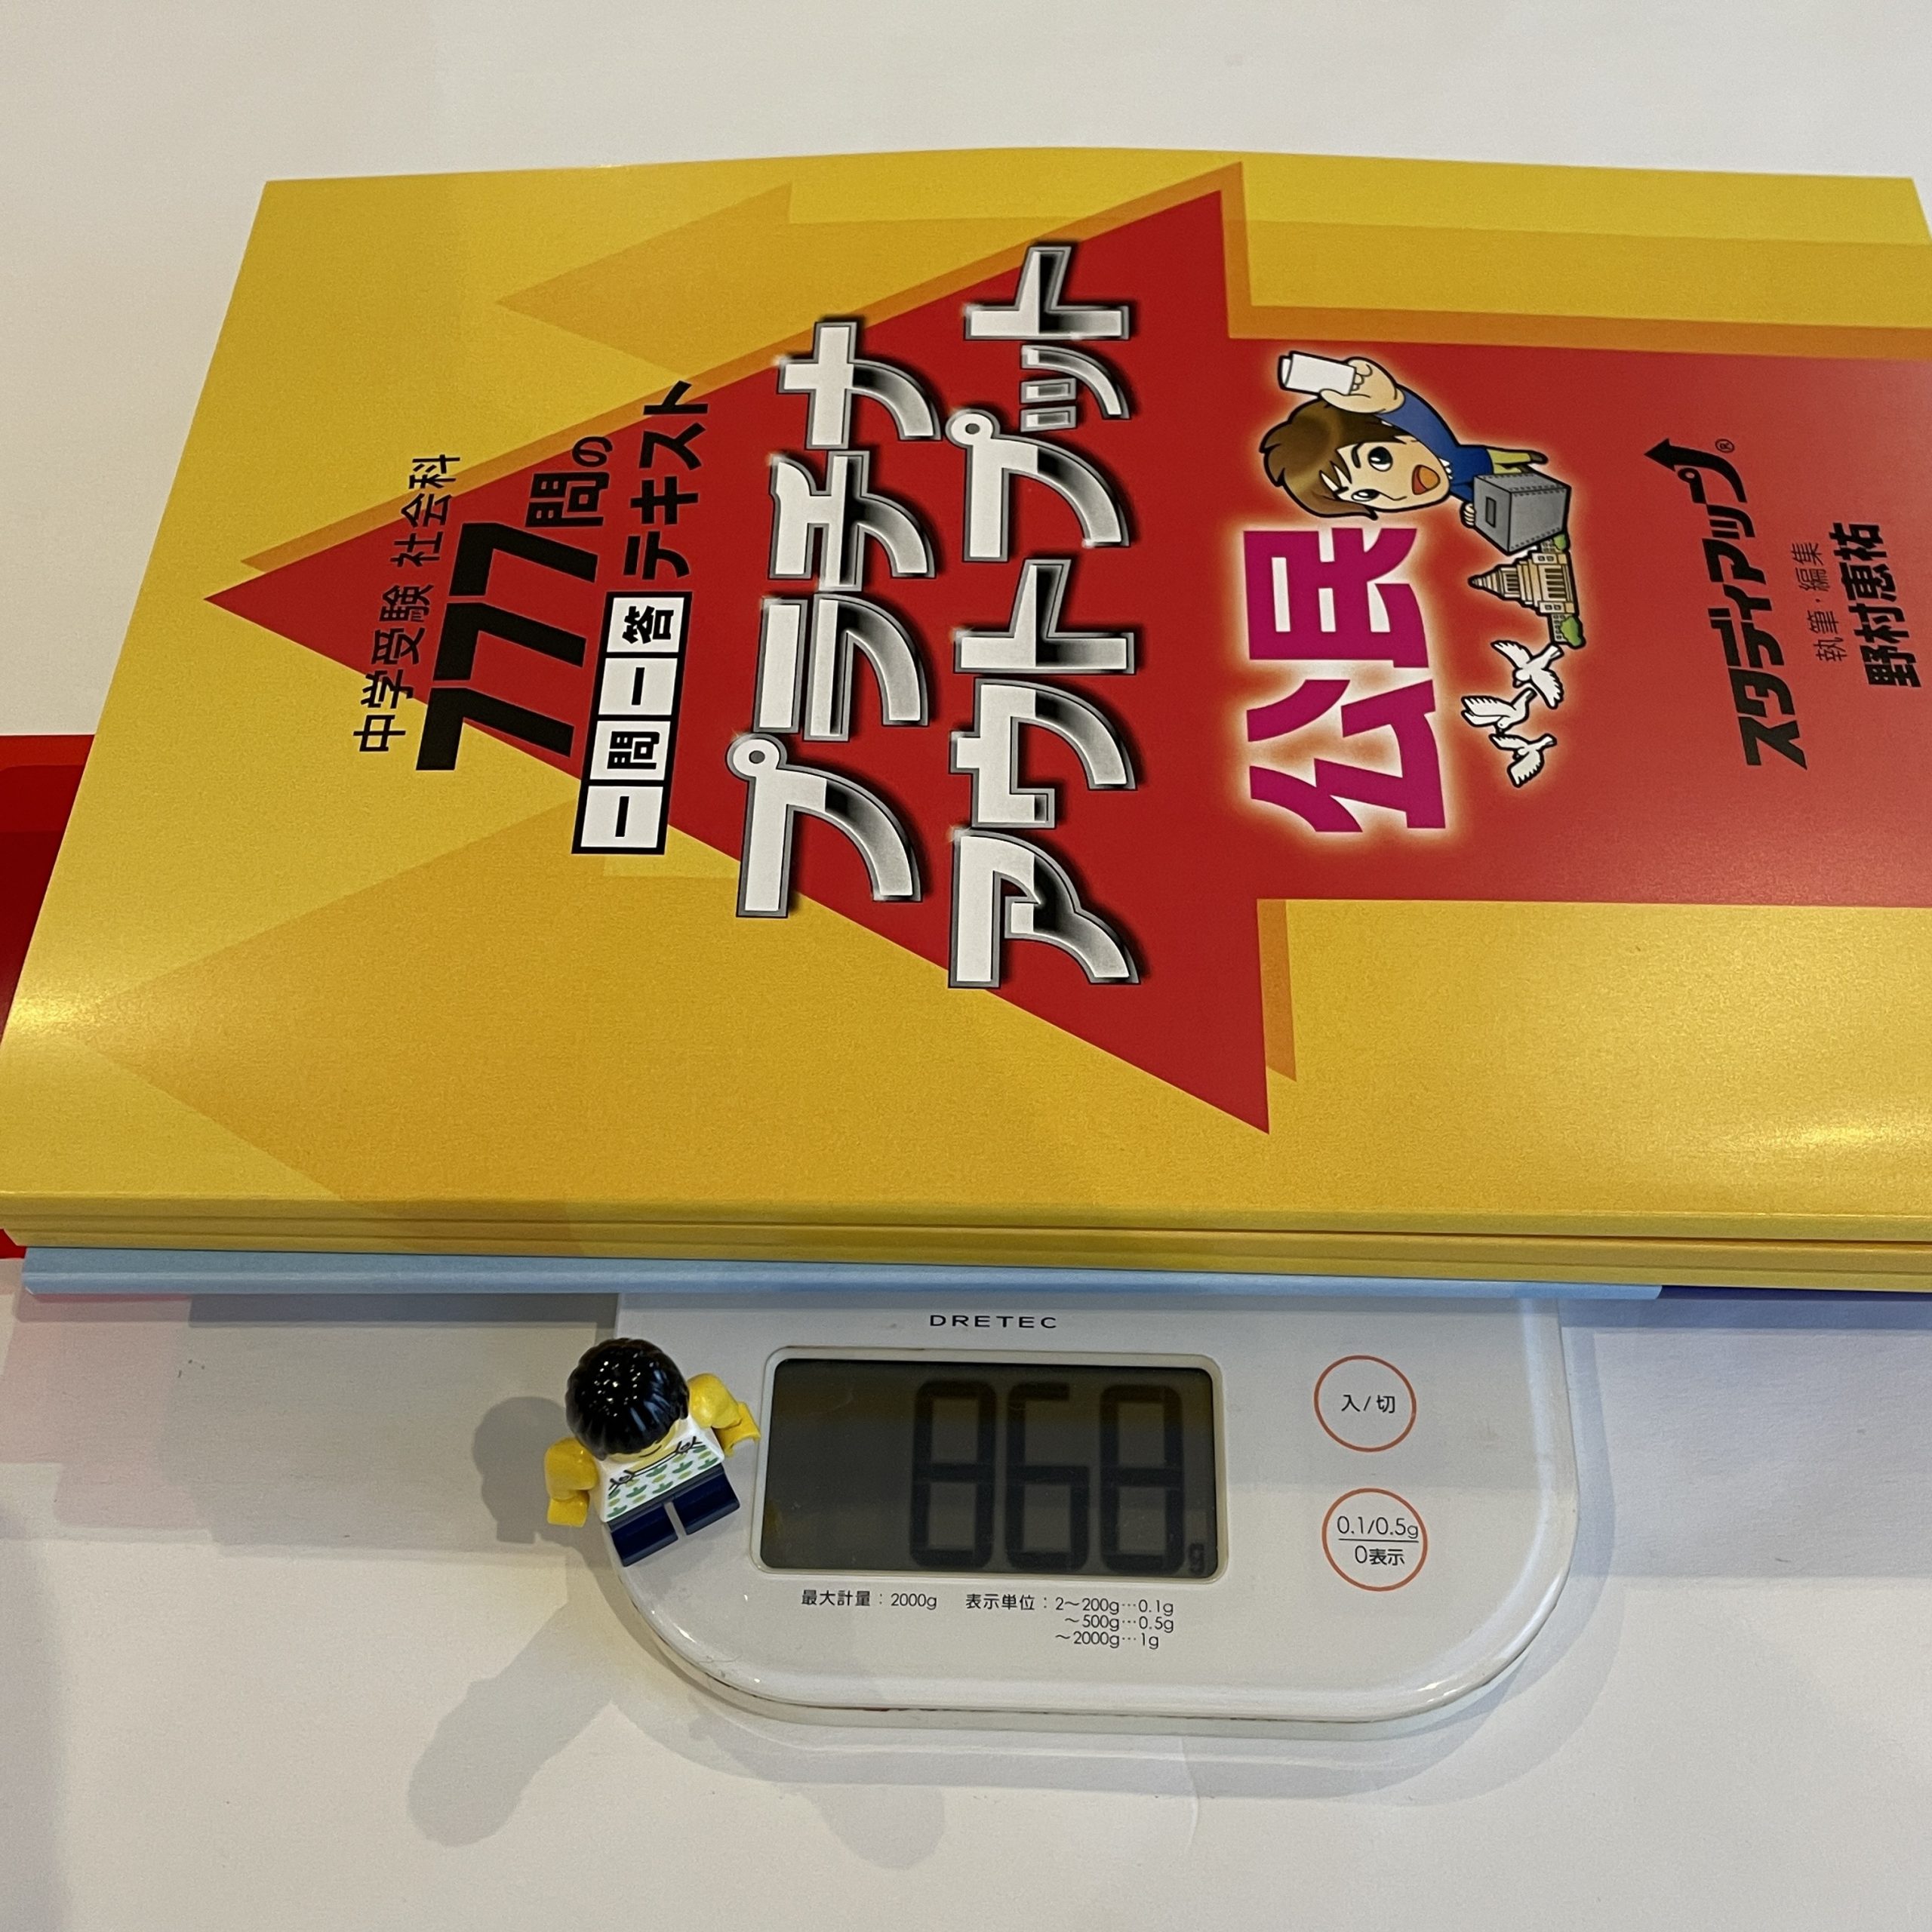 中学受験 社会科
777問の
一問一答テキスト
プラチナ
アウトプット
公民
スタディアップ®
執筆・編集
野村恵祐
DRETEC
868g
入/切
0.1/0.5g
0表示
最大計量：2000g 表示単位：2～200g…0.1g
～500g…0.5g
～2000g…1g